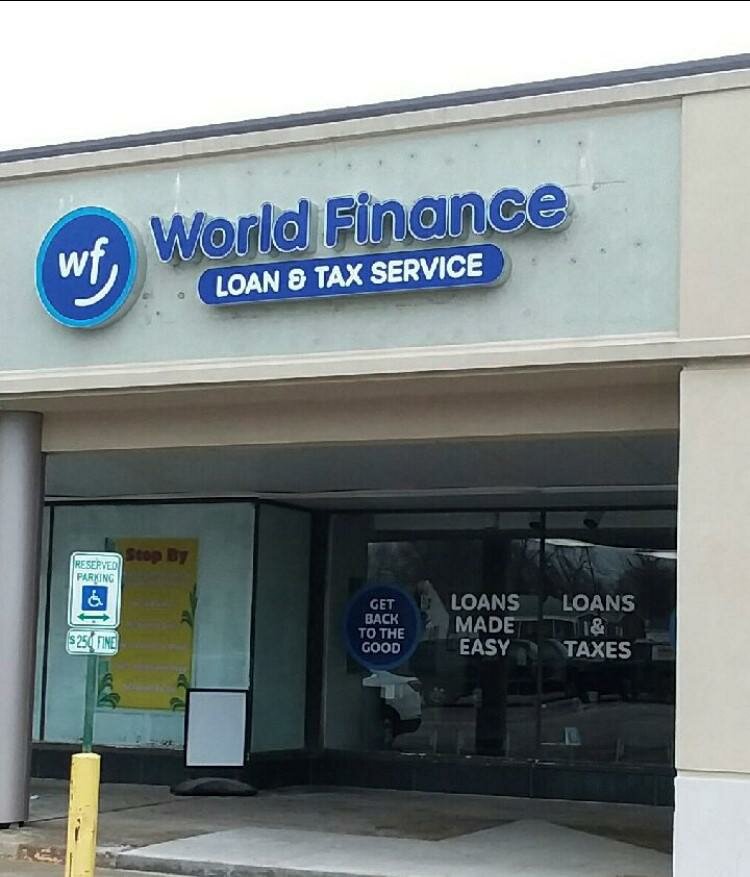 wf
World Finance
LOAN & TAX SERVICE
Stop By
RESERVED
PARKING
$250 FINE
GET
BACK
TO THE
GOOD
LOANS
MADE
EASY
LOANS
&
TAXES